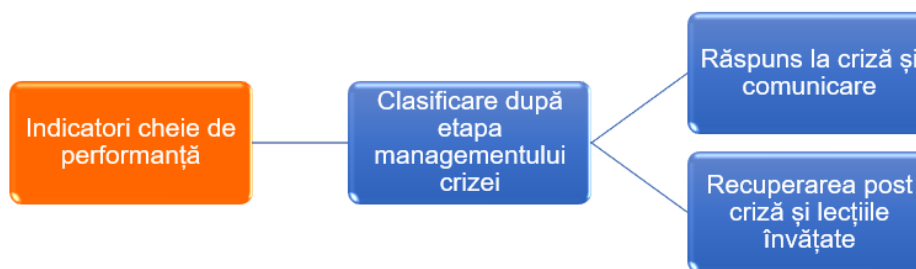 Indicatori cheie de
performanță
Clasificare după
etapa
managementului
crizei
Răspuns la criză și
comunicare
Recuperarea post
criză și lecțiile
învățate